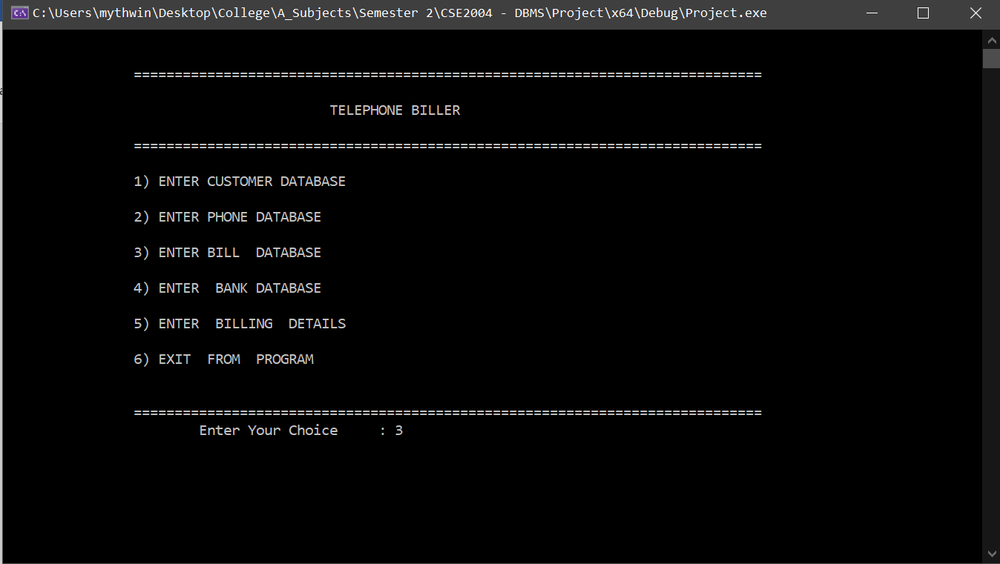 C:\Users\mythwin\Desktop\College\A_Subjects\Semester 2\CSE2004 - DBMS\Project\x64\Debug\Project.exe
=============================================================================
TELEPHONE BILLER
=============================================================================
1) ENTER CUSTOMER DATABASE
2) ENTER PHONE DATABASE
3) ENTER BILL  DATABASE
4) ENTER  BANK DATABASE
5) ENTER  BILLING  DETAILS
6) EXIT  FROM  PROGRAM
=============================================================================
Enter Your Choice     : 3